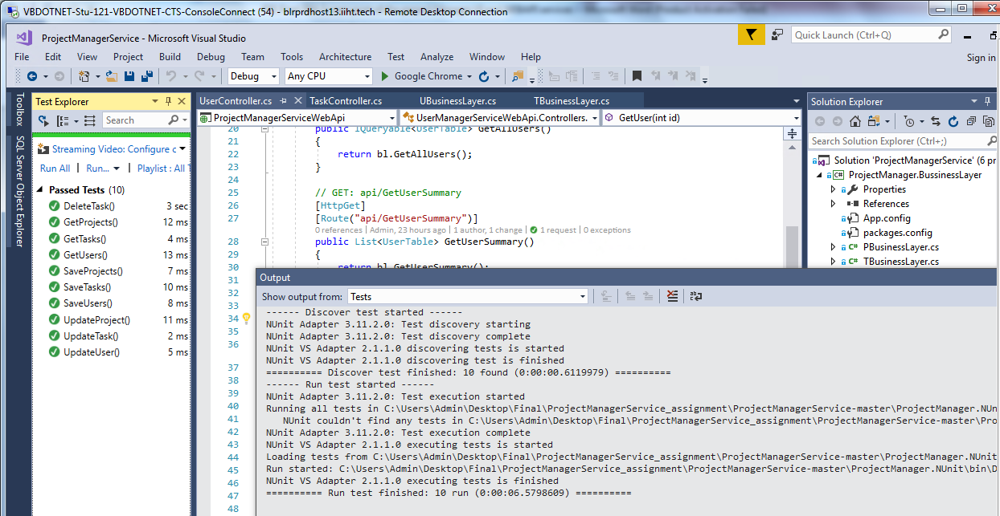 VBDOTNET-Stu-121-VBDOTNET-CTS-ConsoleConnect (54) - blrprdhost13.iiht.tech - Remote Desktop Connection
ProjectManagerService - Microsoft Visual Studio
Quick Launch (Ctrl+Q)
File Edit View Project Build Debug Team Tools Architecture Test Analyze Window Help
Sign in
Debug Any CPU Google Chrome
Toolbox
SQL Server Object Explorer
Test Explorer
Search
Streaming Video: Configure c
Run All | Run... | Playlist : All T
Passed Tests (10)
DeleteTask() 3 sec
GetProjects() 12 ms
GetTasks() 4 ms
GetUsers() 13 ms
SaveProjects() 7 ms
SaveTasks() 10 ms
SaveUsers() 8 ms
UpdateProject() 11 ms
UpdateTask() 2 ms
UpdateUser() 5 ms
UserController.cs TaskController.cs UBusinessLayer.cs TBusinessLayer.cs
ProjectManagerServiceWebApi UserManagerServiceWebApi.Controllers. GetUser(int id)
20 public IQueryable<UserTable> GetAllUsers()
21 {
22 return bl.GetAllUsers();
23 }
24
25 // GET: api/GetUserSummary
26 [HttpGet]
27 [Route("api/GetUserSummary")]
0 references | Admin, 23 hours ago | 1 author, 1 change | 1 request | 0 exceptions
28 public List<UserTable> GetUserSummary()
29 {
30 return bl.GetUserSummary();
31
32
33
34
35
36
37
38
39
40
41
42
43
44
45
46
47
48
Solution Explorer
Search Solution Explorer (Ctrl+;)
Solution 'ProjectManagerService' (6 pr
ProjectManager.BussinessLayer
Properties
References
App.config
packages.config
PBusinessLayer.cs
TBusinessLayer.cs
Output
Show output from: Tests
------ Discover test started ------
NUnit Adapter 3.11.2.0: Test discovery starting
NUnit Adapter 3.11.2.0: Test discovery complete
NUnit VS Adapter 2.1.1.0 discovering tests is started
NUnit VS Adapter 2.1.1.0 discovering test is finished
========== Discover test finished: 10 found (0:00:00.6119979) ==========
------ Run test started ------
NUnit Adapter 3.11.2.0: Test execution started
Running all tests in C:\Users\Admin\Desktop\Final\ProjectManagerService_assignment\ProjectManagerService-master\ProjectManager.NUn
NUnit couldn't find any tests in C:\Users\Admin\Desktop\Final\ProjectManagerService_assignment\ProjectManagerService-master\Pro
NUnit Adapter 3.11.2.0: Test execution complete
NUnit VS Adapter 2.1.1.0 executing tests is started
Loading tests from C:\Users\Admin\Desktop\Final\ProjectManagerService_assignment\ProjectManagerService-master\ProjectManager.NUnit
Run started: C:\Users\Admin\Desktop\Final\ProjectManagerService_assignment\ProjectManagerService-master\ProjectManager.NUnit\bin\D
NUnit VS Adapter 2.1.1.0 executing tests is finished
========== Run test finished: 10 run (0:00:06.5798609) ==========